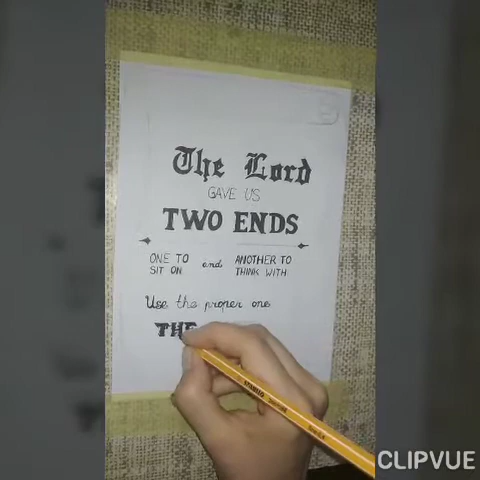 The Lord
GAVE US
TWO ENDS
ONE TO SIT ON and ANOTHER TO THINK WITH
Use the proper one
THE
STABILO
CLIPVUE